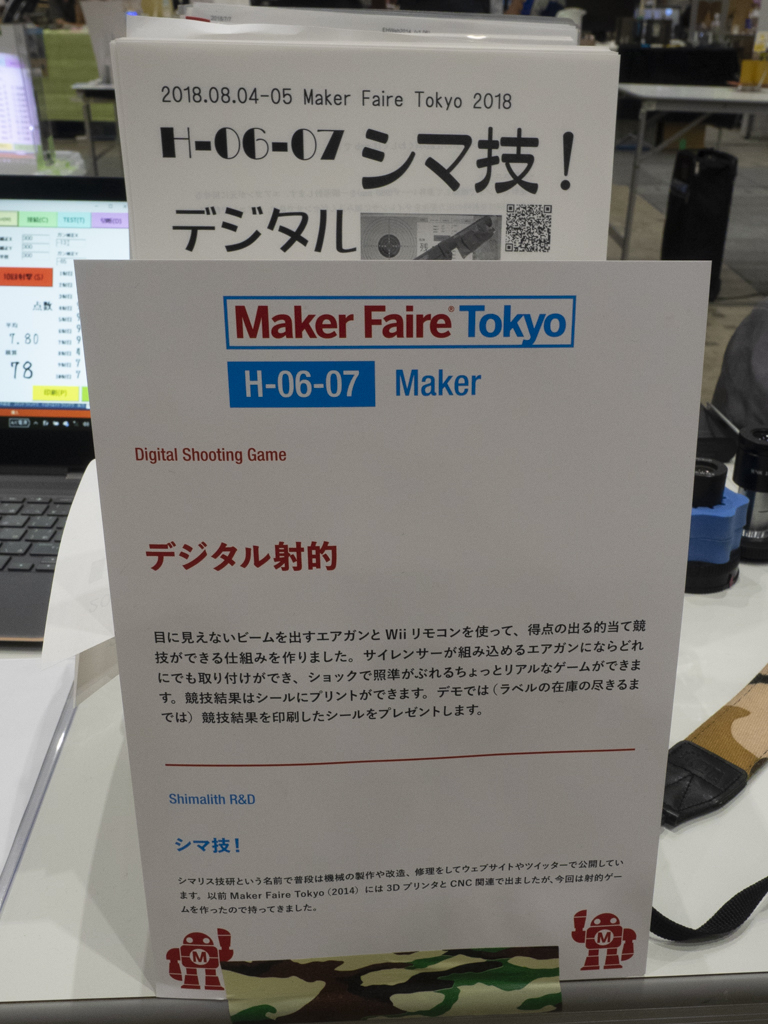 2018.08.04-05 Maker Faire Tokyo 2018
H-06-07 シマ技！
デジタル
Maker Faire® Tokyo
H-06-07 Maker
Digital Shooting Game
デジタル射的
目に見えないビームを出すエアガンと Wii リモコンを使って、得点の出る的当て競
技ができる仕組みを作りました。サイレンサーが組み込めるエアガンにならどれ
にでも取り付けができ、ショックで照準がぶれるちょっとリアルなゲームができま
す。競技結果はシールにプリントができます。デモでは（ラベルの在庫の尽きるま
では）競技結果を印刷したシールをプレゼントします。
Shimalith R&D
シマ技！
シマリス技研という名前で普段は機械の製作や改造、修理をしてウェブサイトやツイッターで公開してい
ます。以前 Maker Faire Tokyo（2014）には 3D プリンタと CNC 関連で出ましたが、今回は射的ゲー
ムを作ったので持ってきました。
M
M
TEST(T)
点数
平均
7.80
78